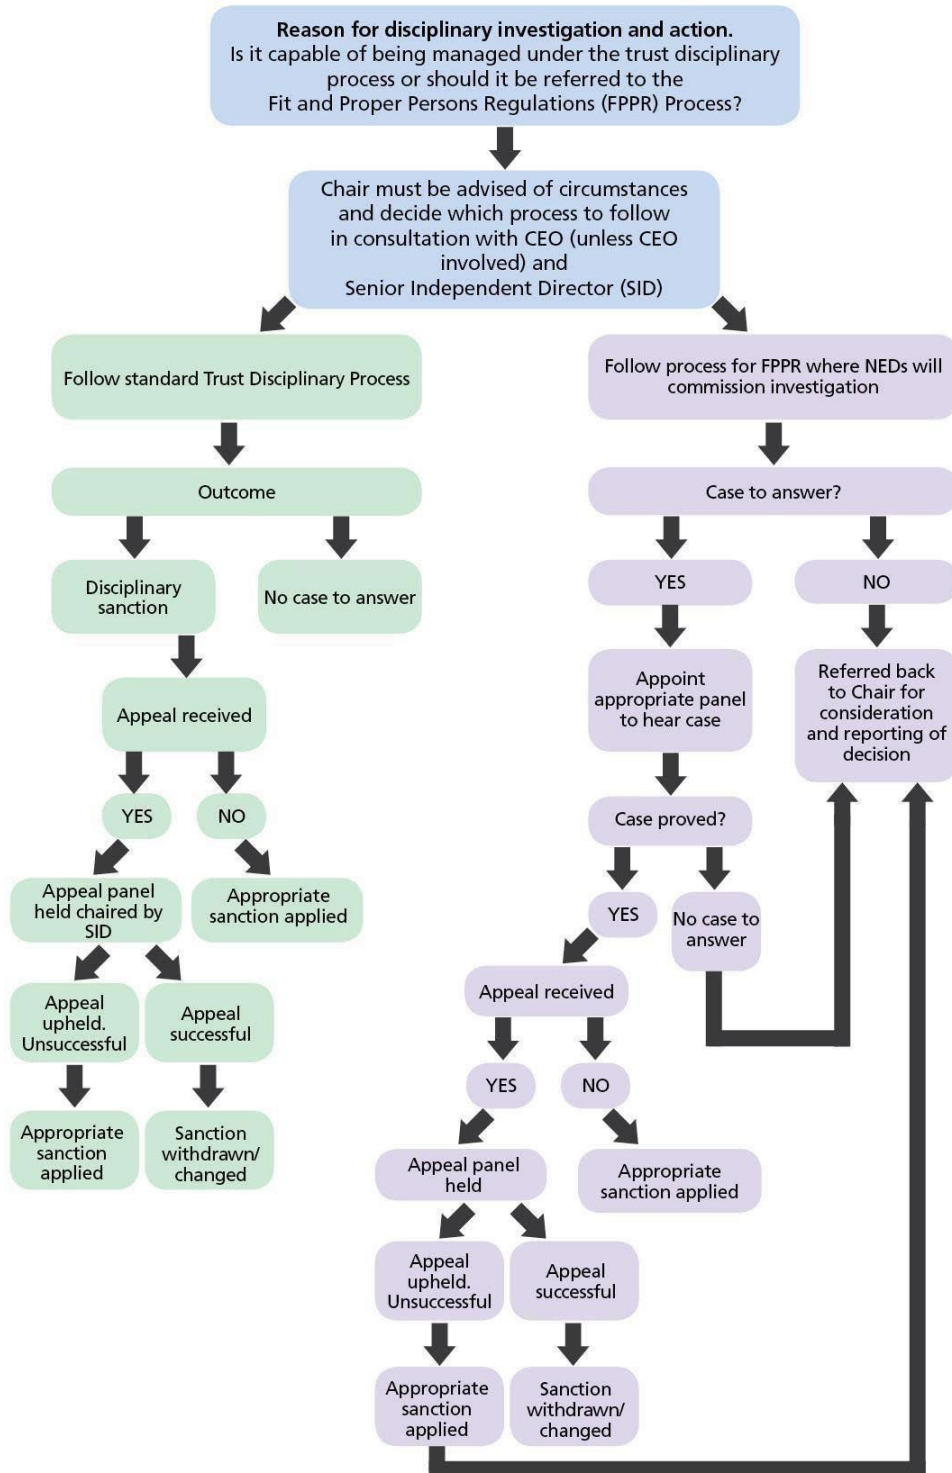 Reason for disciplinary investigation and action.
Is it capable of being managed under the trust disciplinary
process or should it be referred to the
Fit and Proper Persons Regulations (FPPR) Process?
Chair must be advised of circumstances
and decide which process to follow
in consultation with CEO (unless CEO
involved) and
Senior Independent Director (SID)
Follow standard Trust Disciplinary Process
Outcome
Disciplinary
sanction
No case to answer
Appeal received
YES
NO
Appeal panel
held chaired by
SID
Appropriate
sanction applied
Appeal
upheld.
Unsuccessful
Appeal
successful
Appropriate
sanction
applied
Sanction
withdrawn/
changed
Follow process for FPPR where NEDs will
commission investigation
Case to answer?
YES
NO
Appoint
appropriate panel
to hear case
Referred back
to Chair for
consideration
and reporting of
decision
Case proved?
YES
No case to
answer
Appeal received
YES
NO
Appeal panel
held
Appropriate
sanction applied
Appeal
upheld.
Unsuccessful
Appeal
successful
Appropriate
sanction
applied
Sanction
withdrawn/
changed